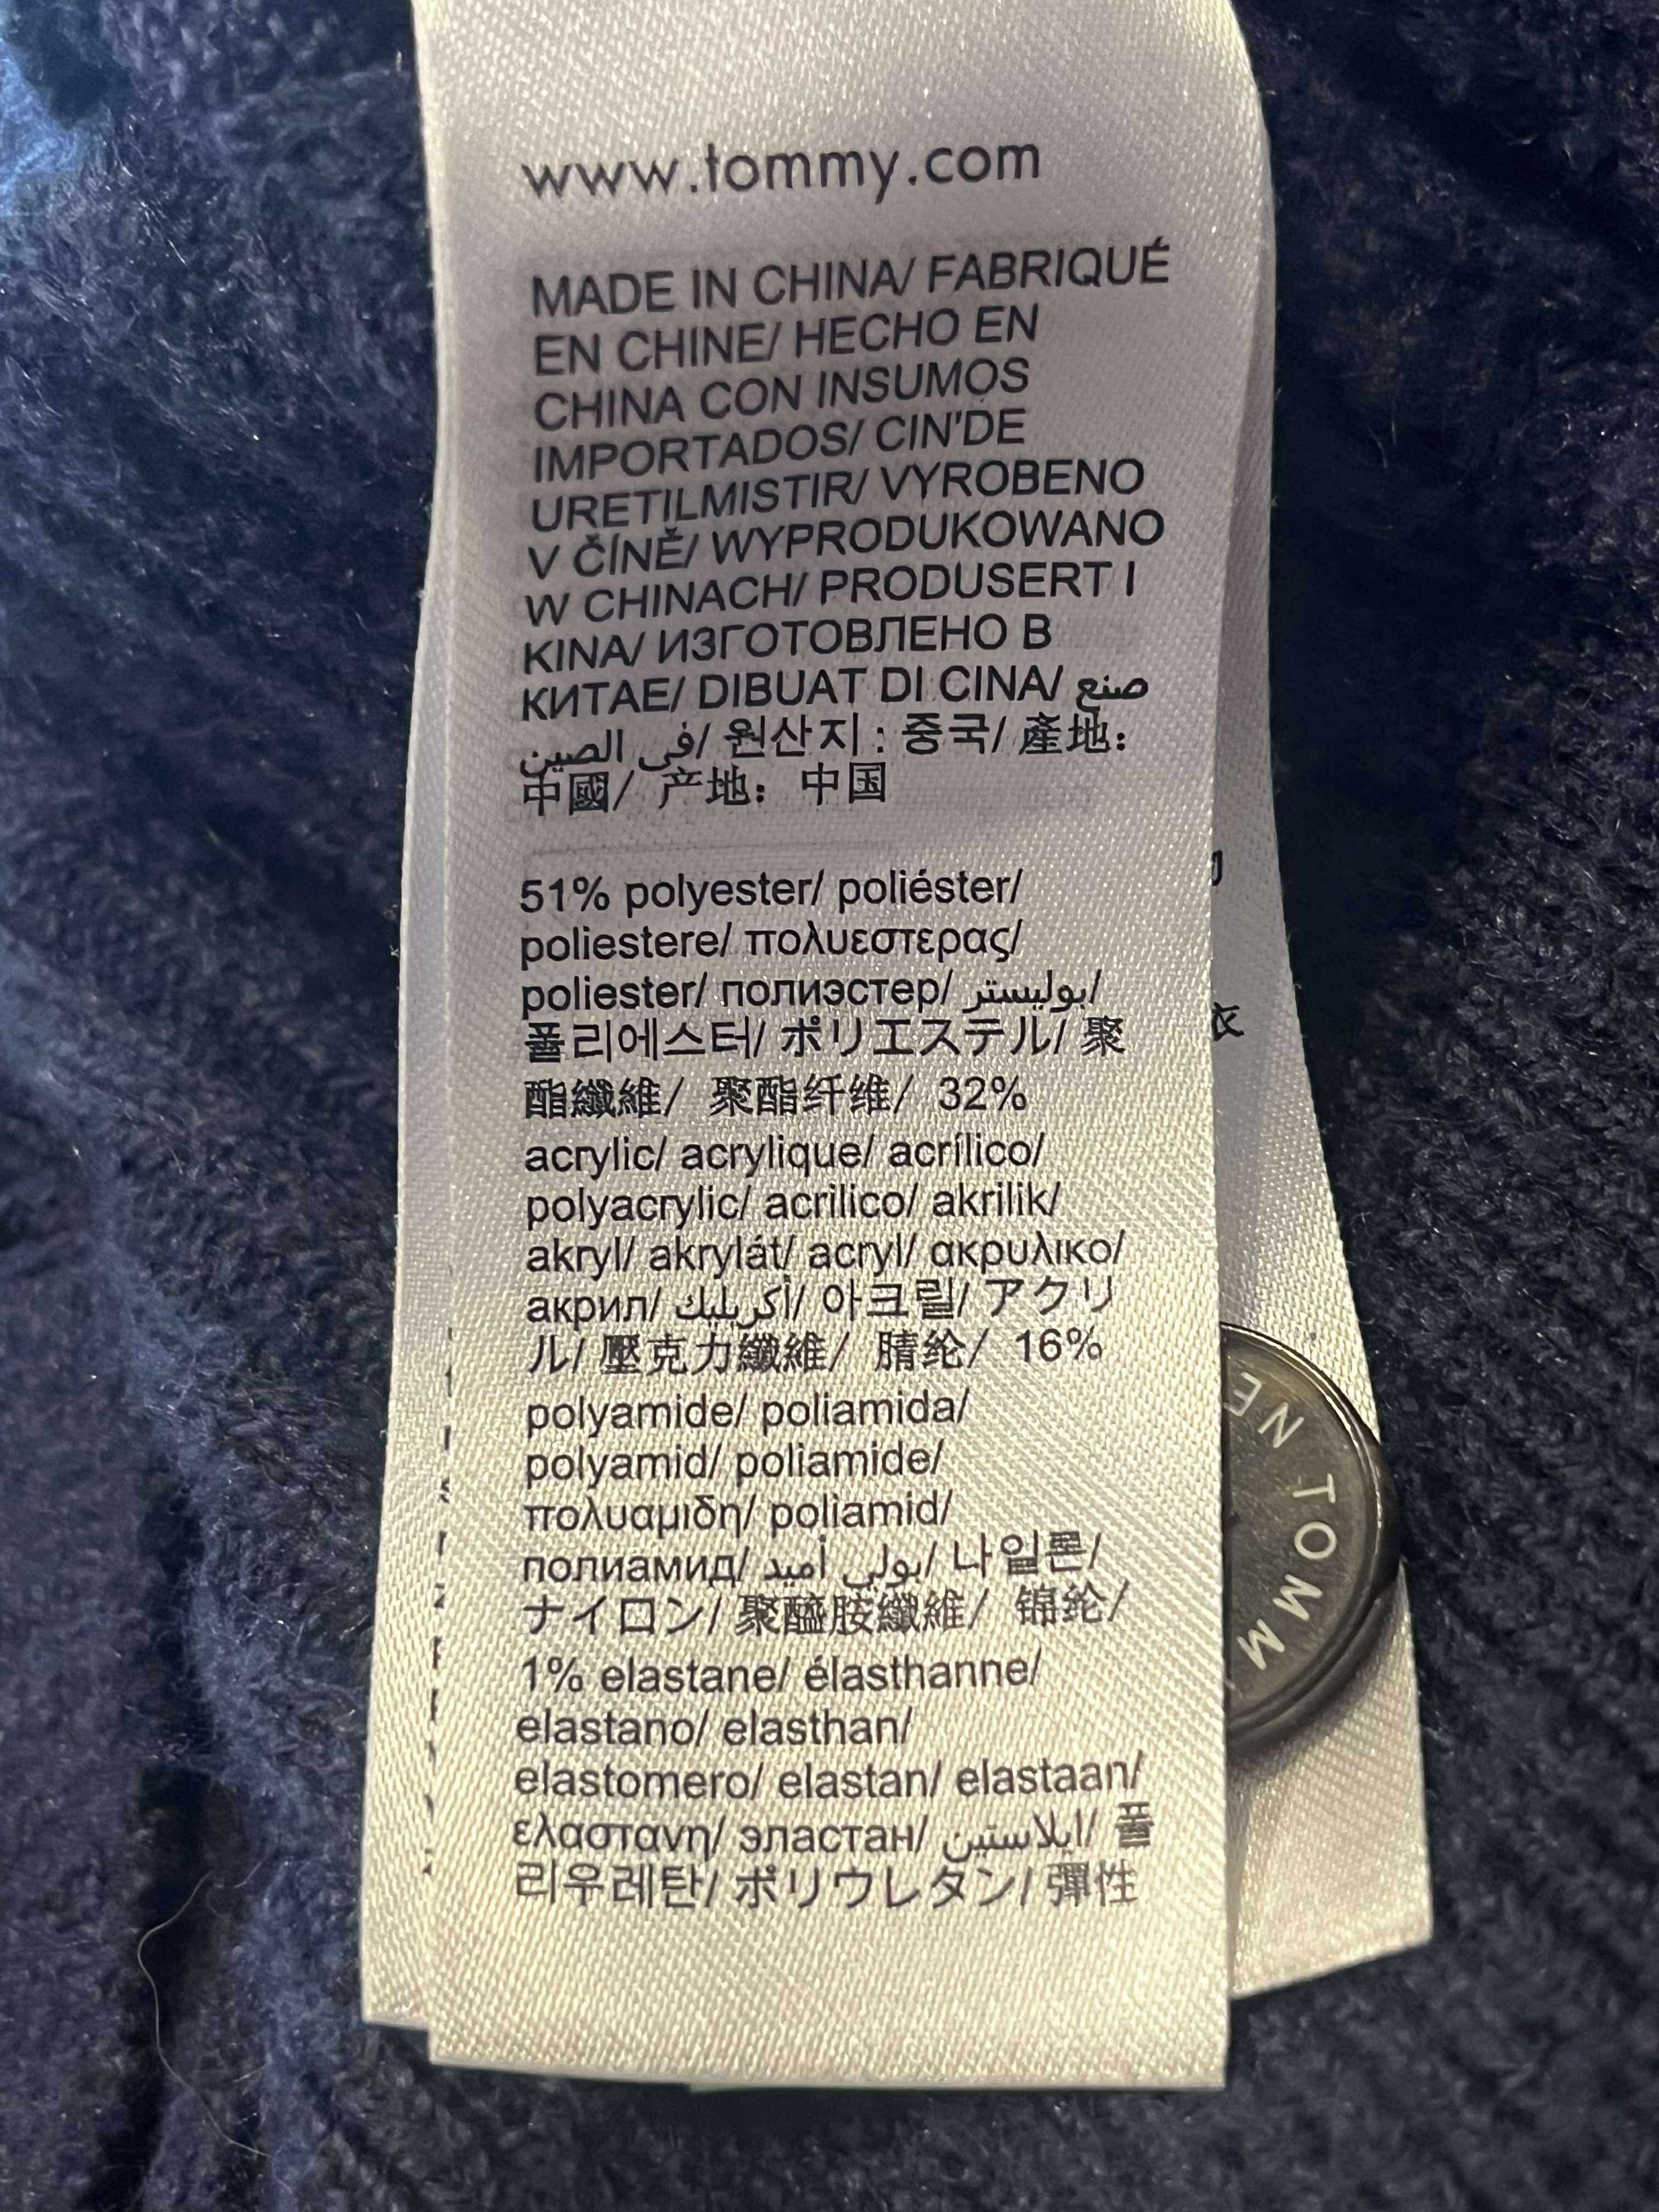 www.tommy.com
MADE IN CHINA/ FABRIQUÉ
EN CHINE/ HECHO EN
CHINA CON INSUMOS
IMPORTADOS/ CIN'DE
URETILMISTIR/ VYROBENO
V ČÍNĚ/ WYPRODUKOWANO
W CHINACH/ PRODUSERT I
KINA/ ИЗГОТОВЛЕНО В
КИТАЕ/ DIBUAT DI CINA/ صنع
في الصين/ 원산지 : 중국/ 產地：
中國/ 产地：中国
51% polyester/ poliéster/
poliestere/ πολυεστερας/
poliester/ полиэстер/ بوليستر/
폴리에스터/ ポリエステル/ 聚
酯纖維/ 聚酯纤维/ 32%
acrylic/ acrylique/ acrílico/
polyacrylic/ acrilico/ akrilik/
akryl/ akrylát/ acryl/ ακρυλικο/
акрил/ أكريليك/ 아크릴/ アクリ
ル/ 壓克力纖維/ 腈纶/ 16%
polyamide/ poliamida/
polyamid/ poliamide/
πολυαμιδη/ poliamid/
полиамид/ بولي أميد/ 나일론/
ナイロン/ 聚醯胺纖維/ 锦纶/
1% elastane/ élasthanne/
elastano/ elasthan/
elastomero/ elastan/ elastaan/
ελαστανη/ эластан/ ايلاستين/ 폴
리우레탄/ ポリウレタン/ 彈性
衣
NE TOMM